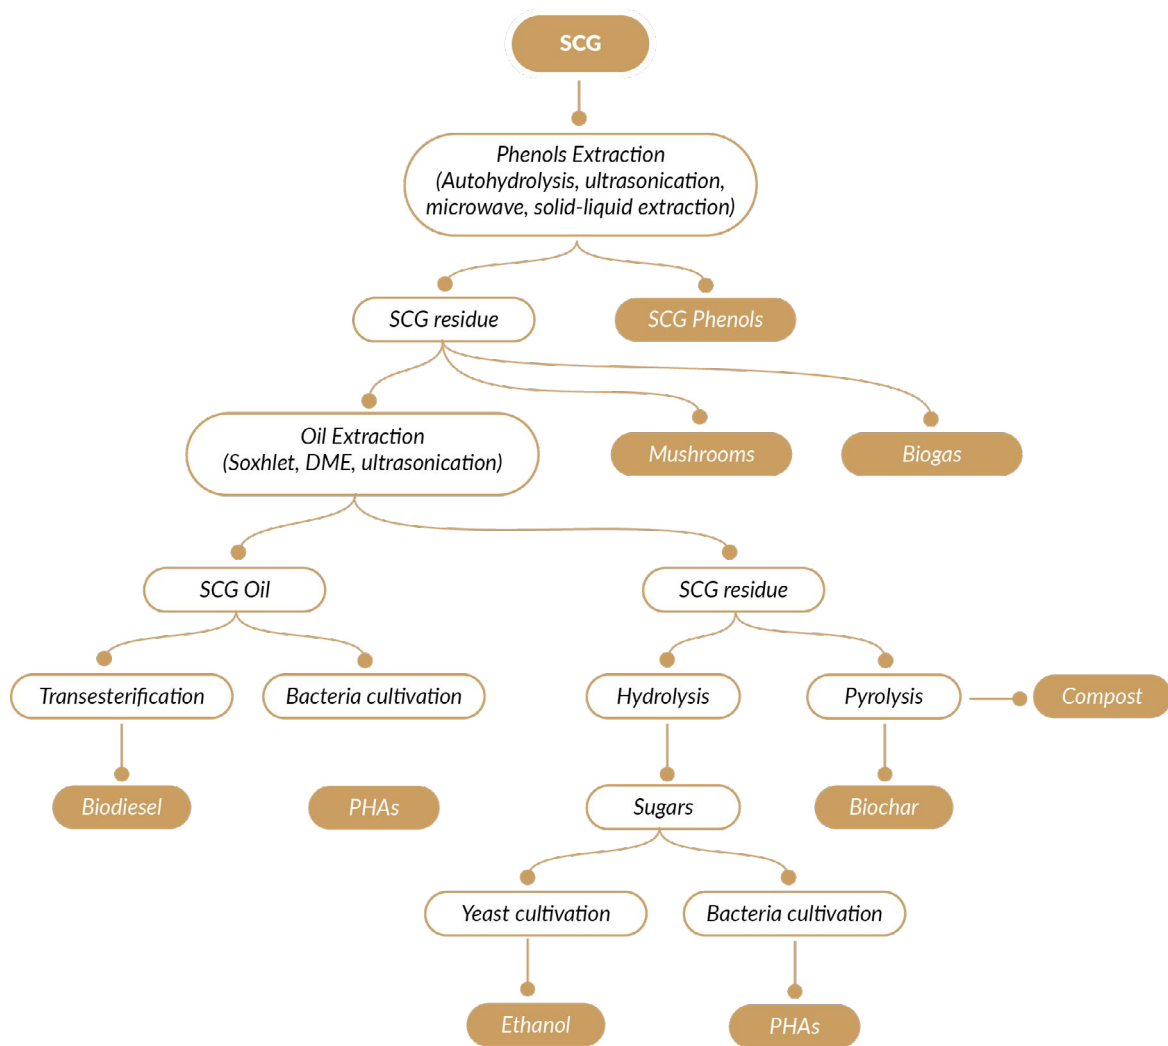 SCG
Phenols Extraction
(Autohydrolysis, ultrasonication,
microwave, solid-liquid extraction)
SCG residue
SCG Phenols
Oil Extraction
(Soxhlet, DME, ultrasonication)
Mushrooms
Biogas
SCG Oil
SCG residue
Transesterification
Bacteria cultivation
Hydrolysis
Pyrolysis
Compost
Biodiesel
PHAs
Sugars
Biochar
Yeast cultivation
Bacteria cultivation
Ethanol
PHAs